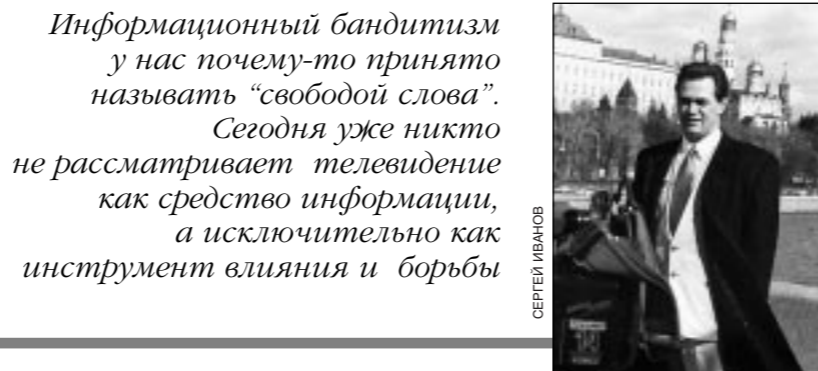 Информационный бандитизм
у нас почему-то принято
называть “свободой слова”.
Сегодня уже никто
не рассматривает телевидение
как средство информации,
а исключительно как
инструмент влияния и борьбы
СЕРГЕЙ ИВАНОВ